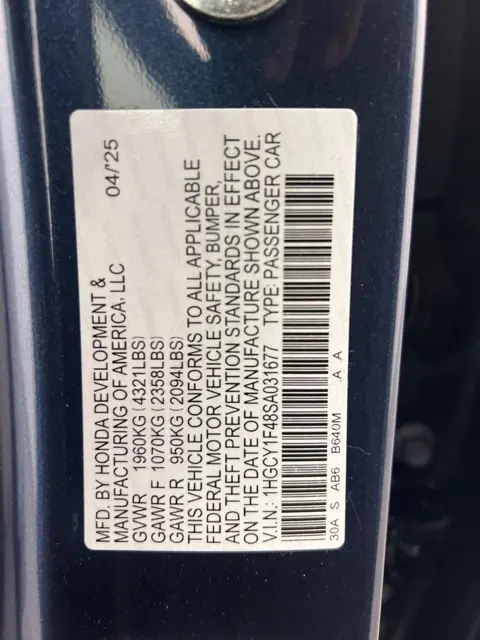 MFD. BY HONDA DEVELOPMENT & 04/'25
MANUFACTURING OF AMERICA, LLC
GVWR 1960KG (4321LBS)
GAWR F 1070KG (2358LBS)
GAWR R 950KG (2094LBS)
THIS VEHICLE CONFORMS TO ALL APPLICABLE
FEDERAL MOTOR VEHICLE SAFETY, BUMPER,
AND THEFT PREVENTION STANDARDS IN EFFECT
ON THE DATE OF MANUFACTURE SHOWN ABOVE.
V.I.N.: 1HGCY1F48SA031677 TYPE: PASSENGER CAR
30A S AB6 B640M .A A